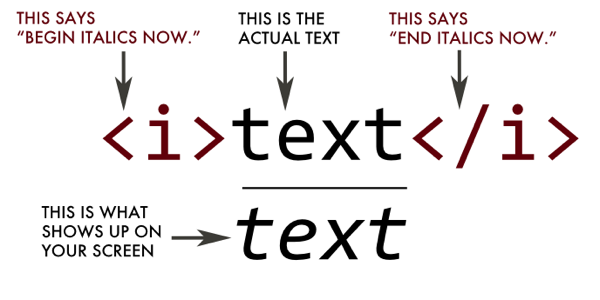 THIS SAYS
“BEGIN ITALICS NOW.”
THIS IS THE
ACTUAL TEXT
THIS SAYS
“END ITALICS NOW.”
<i>text</i>
THIS IS WHAT
SHOWS UP ON
YOUR SCREEN
text